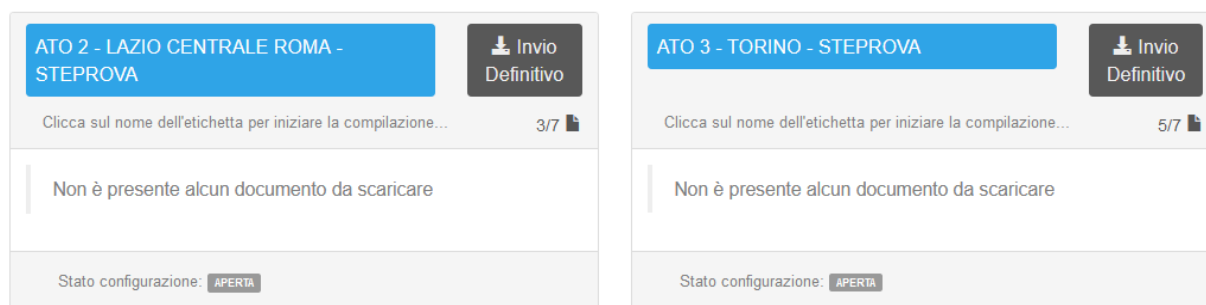 ATO 2 - LAZIO CENTRALE ROMA -
STEPROVA
Invio
Definitivo
Clicca sul nome dell'etichetta per iniziare la compilazione...
3/7
Non è presente alcun documento da scaricare
Stato configurazione: APERTA
ATO 3 - TORINO - STEPROVA
Invio
Definitivo
Clicca sul nome dell'etichetta per iniziare la compilazione...
5/7
Non è presente alcun documento da scaricare
Stato configurazione: APERTA